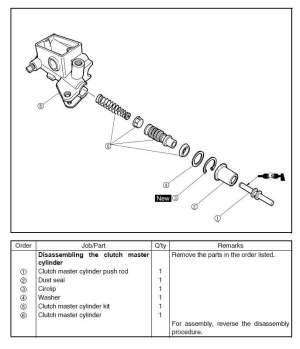 ⑥
⑤
④
New ③
②
①
Order Job/Part Q'ty Remarks
Disassembling the clutch master Remove the parts in the order listed.
cylinder
① Clutch master cylinder push rod 1
② Dust seal 1
③ Circlip 1
④ Washer 1
⑤ Clutch master cylinder kit 1
⑥ Clutch master cylinder 1
For assembly, reverse the disassembly
procedure.